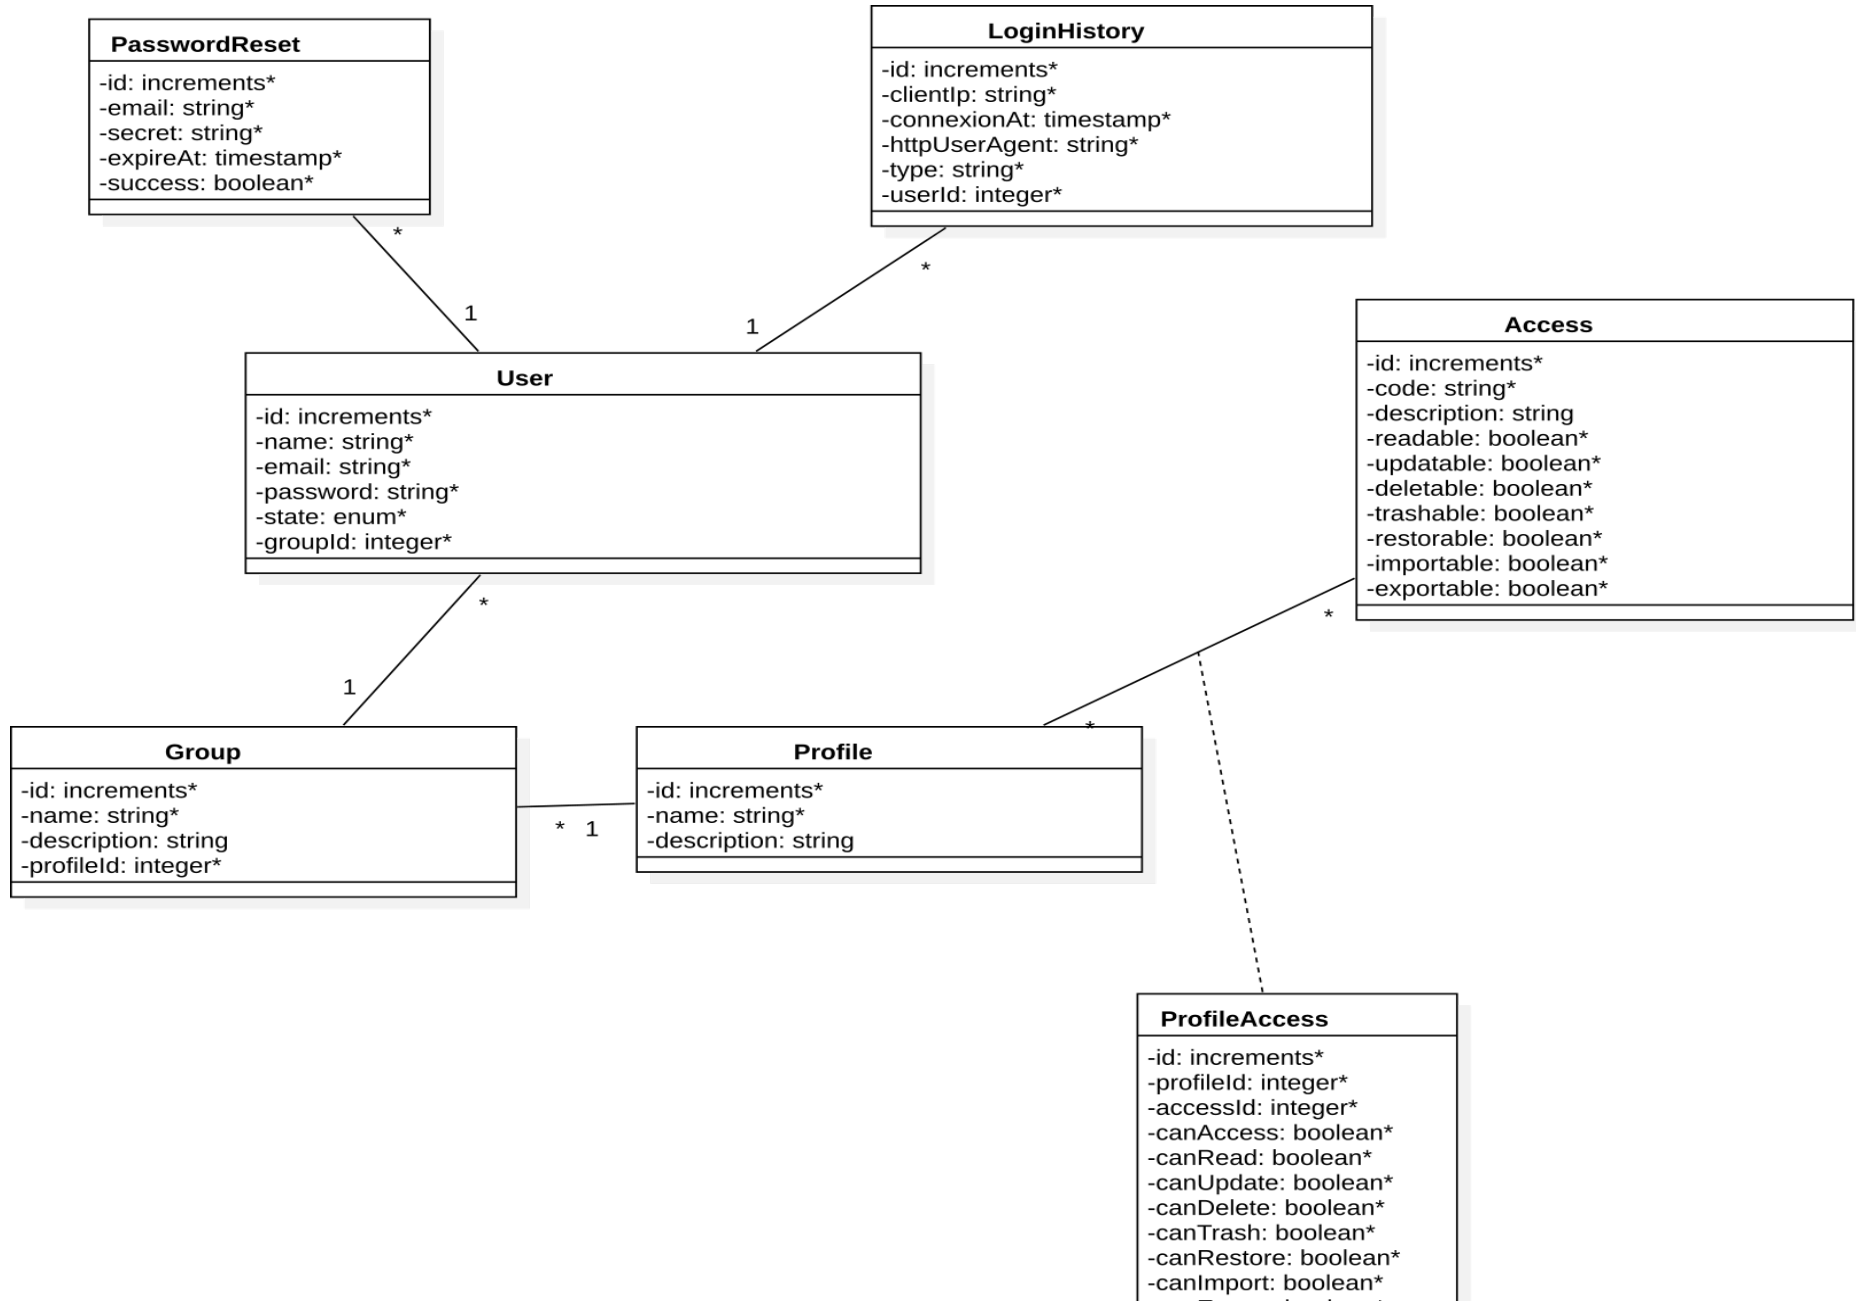 PasswordReset
-id: increments*
-email: string*
-secret: string*
-expireAt: timestamp*
-success: boolean*
LoginHistory
-id: increments*
-clientIp: string*
-connexionAt: timestamp*
-httpUserAgent: string*
-type: string*
-userId: integer*
*
1
*
1
User
-id: increments*
-name: string*
-email: string*
-password: string*
-state: enum*
-groupId: integer*
Access
-id: increments*
-code: string*
-description: string
-readable: boolean*
-updatable: boolean*
-deletable: boolean*
-trashable: boolean*
-restorable: boolean*
-importable: boolean*
-exportable: boolean*
*
1
*
*
Group
-id: increments*
-name: string*
-description: string
-profileId: integer*
* 1
Profile
-id: increments*
-name: string*
-description: string
ProfileAccess
-id: increments*
-profileId: integer*
-accessId: integer*
-canAccess: boolean*
-canRead: boolean*
-canUpdate: boolean*
-canDelete: boolean*
-canTrash: boolean*
-canRestore: boolean*
-canImport: boolean*